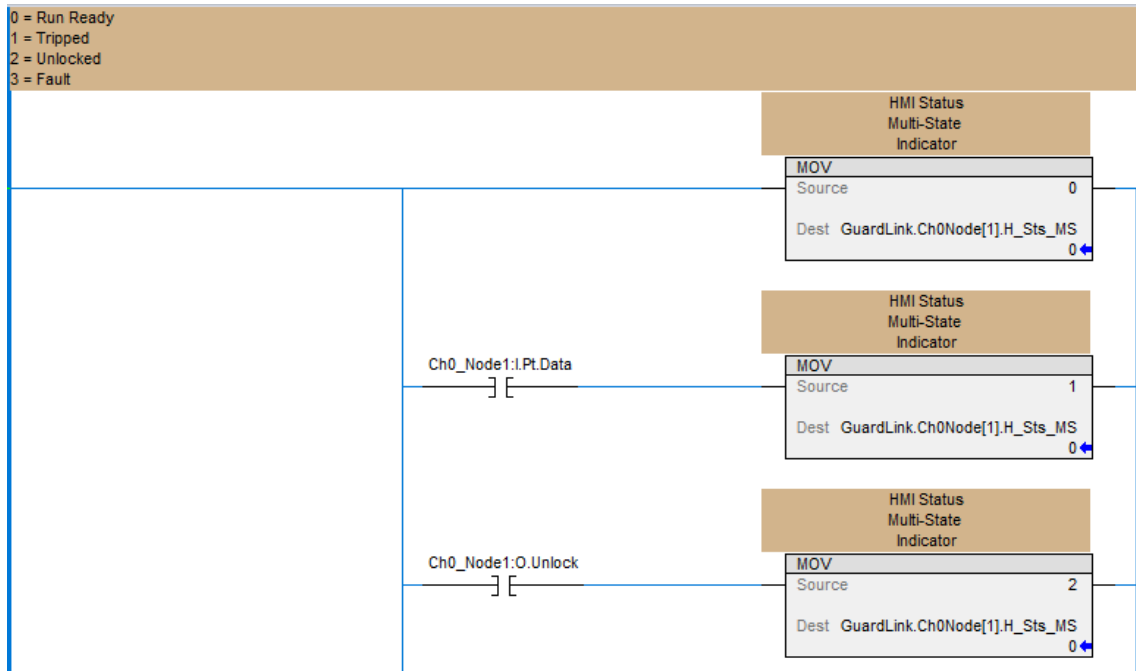 0 = Run Ready
1 = Tripped
2 = Unlocked
3 = Fault
HMI Status
Multi-State
Indicator
MOV
Source 0
Dest GuardLink.Ch0Node[1].H_Sts_MS
0
HMI Status
Multi-State
Indicator
Ch0_Node1:I.Pt.Data
MOV
Source 1
Dest GuardLink.Ch0Node[1].H_Sts_MS
0
HMI Status
Multi-State
Indicator
Ch0_Node1:O.Unlock
MOV
Source 2
Dest GuardLink.Ch0Node[1].H_Sts_MS
0